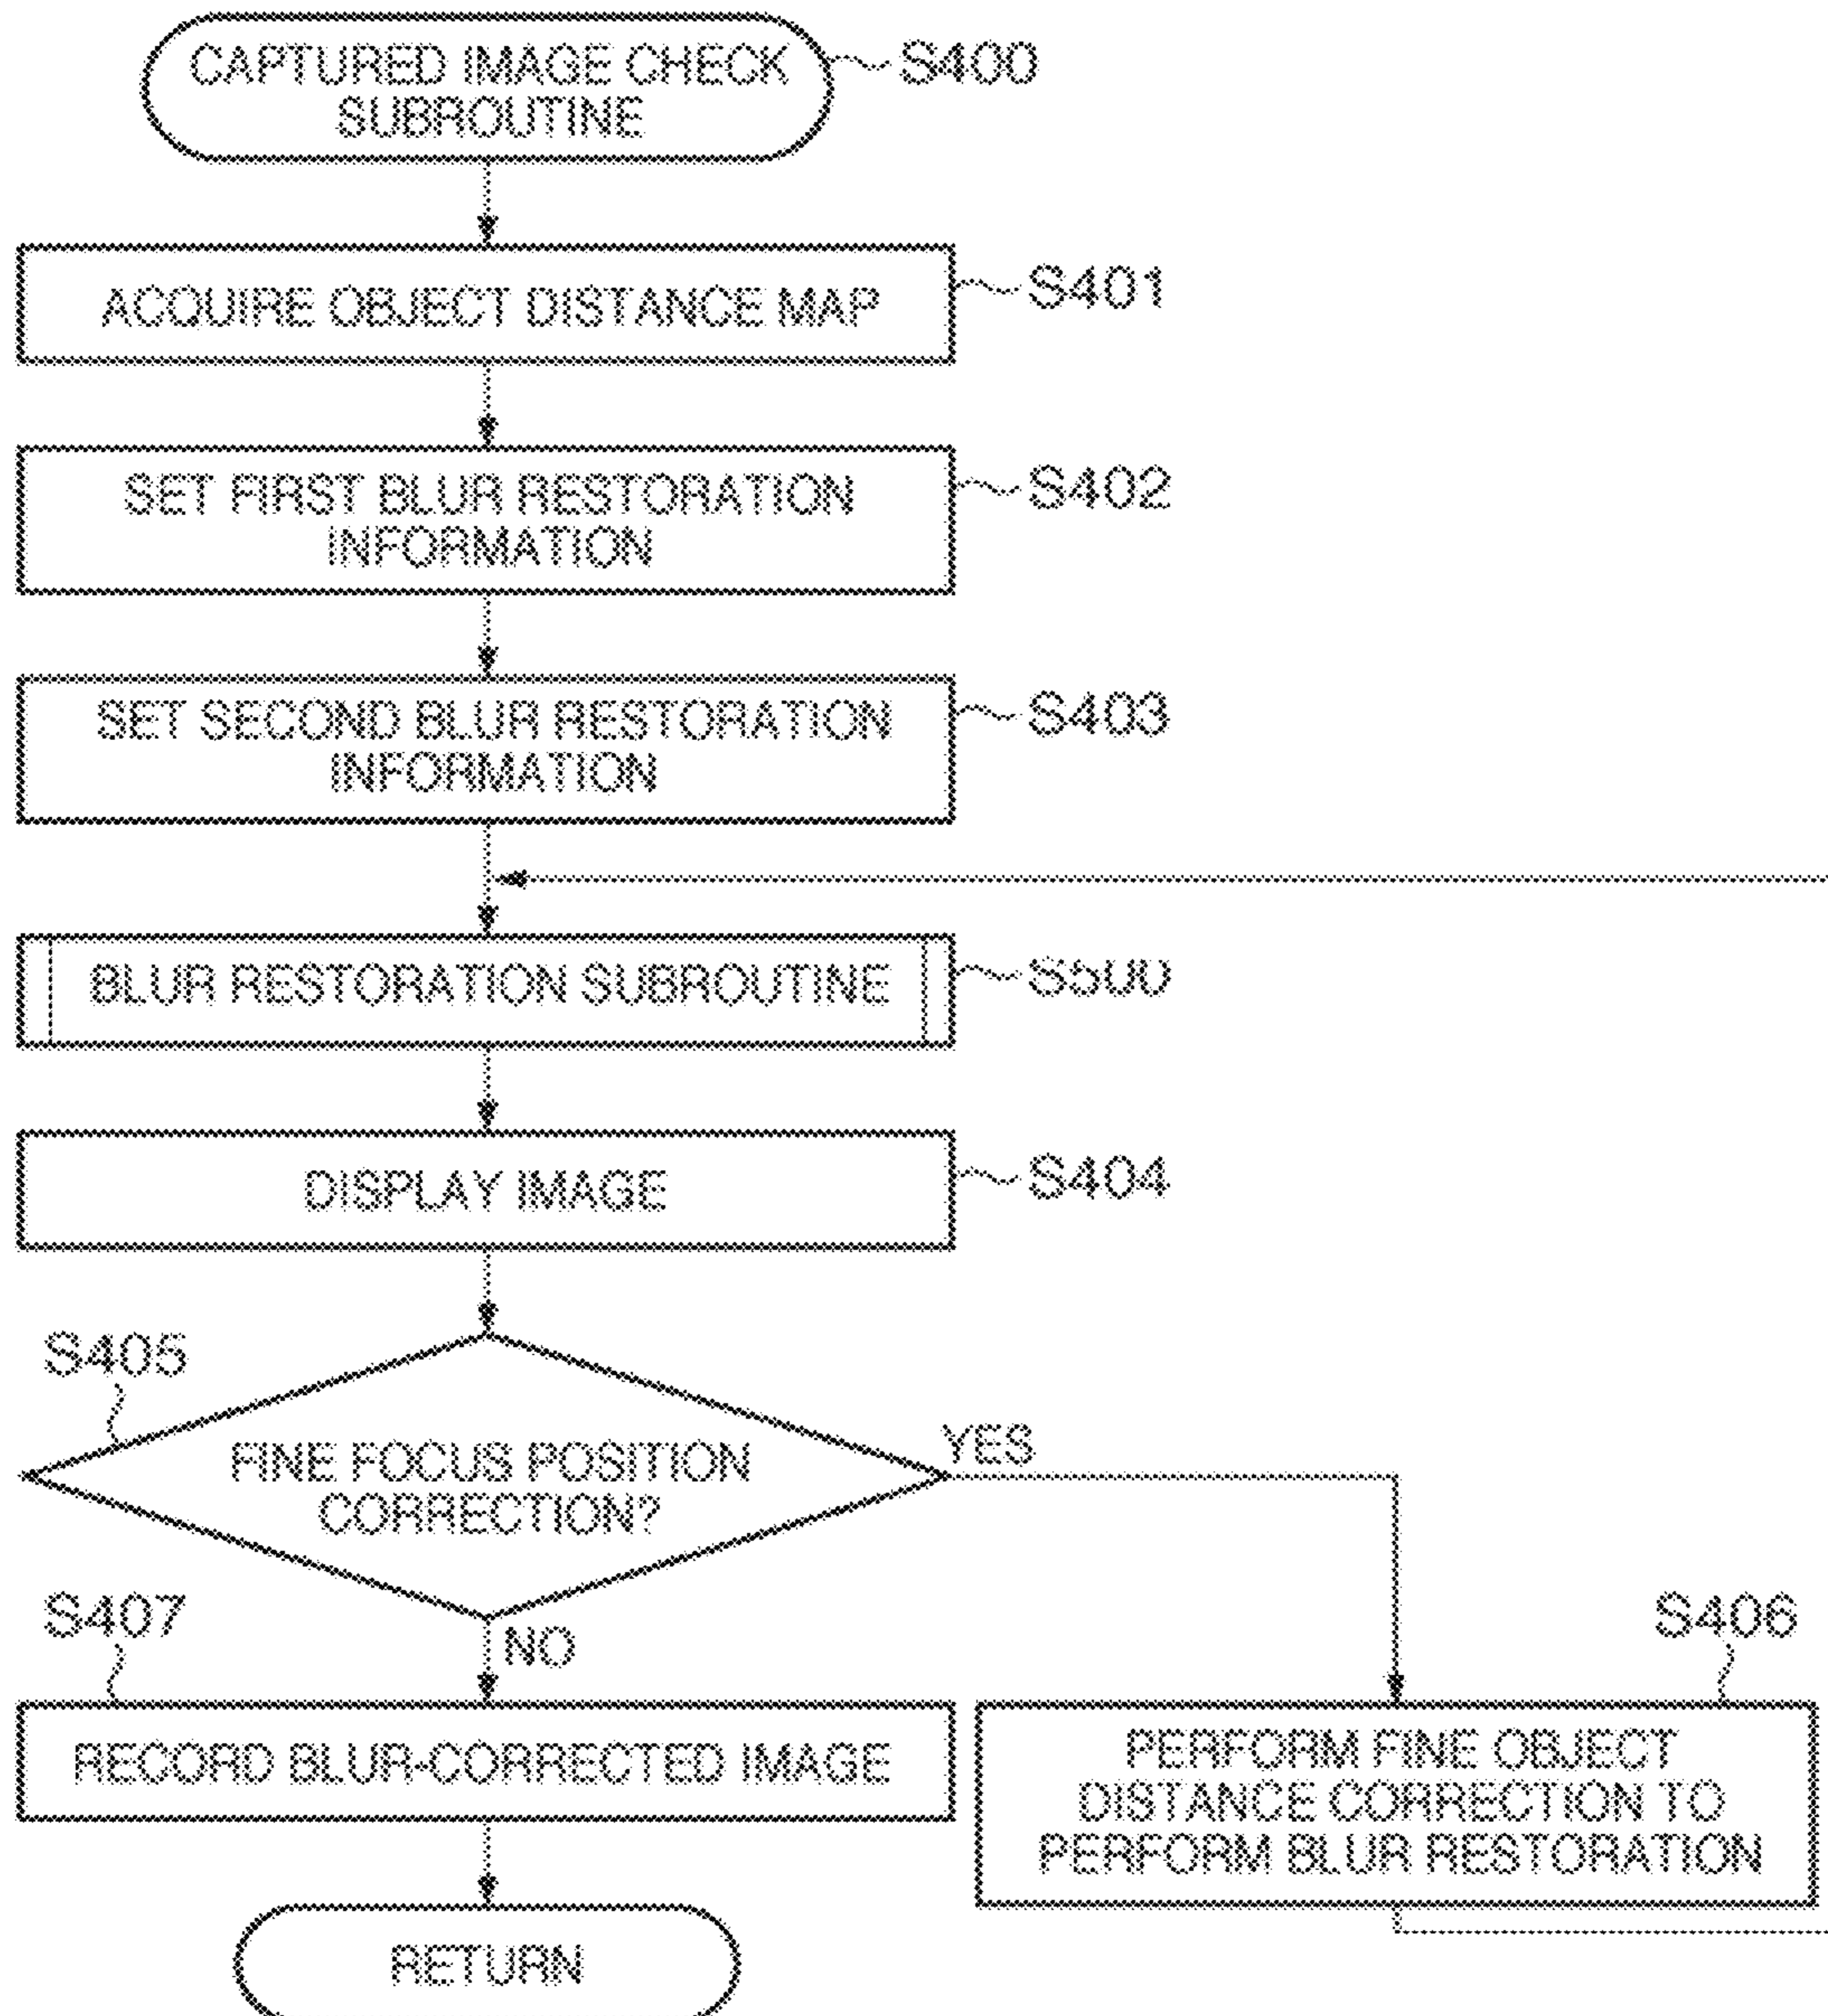 CAPTURED IMAGE CHECK
SUBROUTINE
S400
ACQUIRE OBJECT DISTANCE MAP
S401
SET FIRST BLUR RESTORATION
INFORMATION
S402
SET SECOND BLUR RESTORATION
INFORMATION
S403
BLUR RESTORATION SUBROUTINE
S500
DISPLAY IMAGE
S404
S405
FINE FOCUS POSITION
CORRECTION?
YES
NO
S407
RECORD BLUR-CORRECTED IMAGE
S406
PERFORM FINE OBJECT
DISTANCE CORRECTION TO
PERFORM BLUR RESTORATION
RETURN